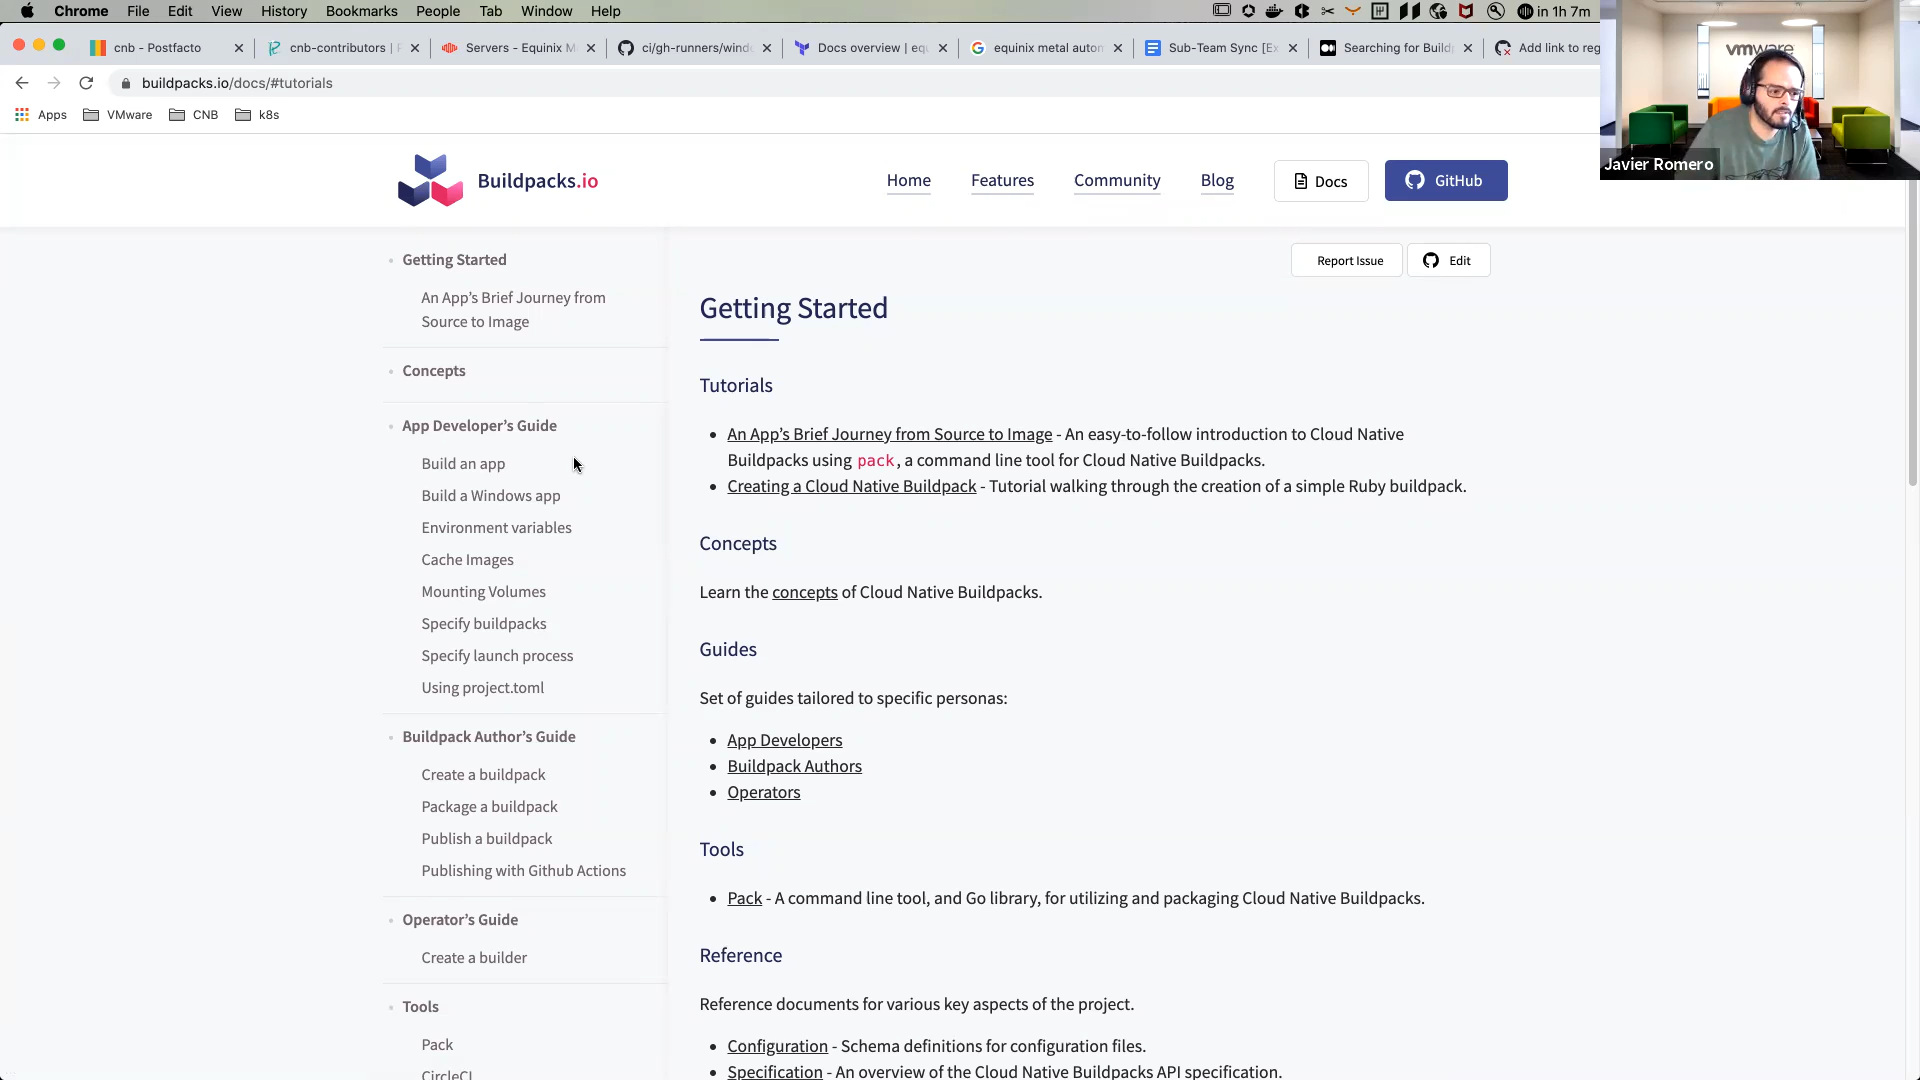 Chrome File Edit View History Bookmarks People Tab Window Help in 1h 7m
cnb - Postfacto cnb-contributors | Servers - Equinix M ci/gh-runners/wind Docs overview | equ equinix metal auton Sub-Team Sync [Ex Searching for Build Add link to reg
buildpacks.io/docs/#tutorials
Apps VMware CNB k8s
vmware
Javier Romero
Buildpacks.io Home Features Community Blog Docs GitHub
Getting Started
An App's Brief Journey from
Source to Image
Concepts
App Developer's Guide
Build an app
Build a Windows app
Environment variables
Cache Images
Mounting Volumes
Specify buildpacks
Specify launch process
Using project.toml
Buildpack Author's Guide
Create a buildpack
Package a buildpack
Publish a buildpack
Publishing with Github Actions
Operator's Guide
Create a builder
Tools
Pack
CircleCI
Report Issue Edit
Getting Started
Tutorials
• An App's Brief Journey from Source to Image - An easy-to-follow introduction to Cloud Native
Buildpacks using pack, a command line tool for Cloud Native Buildpacks.
• Creating a Cloud Native Buildpack - Tutorial walking through the creation of a simple Ruby buildpack.
Concepts
Learn the concepts of Cloud Native Buildpacks.
Guides
Set of guides tailored to specific personas:
• App Developers
• Buildpack Authors
• Operators
Tools
• Pack - A command line tool, and Go library, for utilizing and packaging Cloud Native Buildpacks.
Reference
Reference documents for various key aspects of the project.
• Configuration - Schema definitions for configuration files.
• Specification - An overview of the Cloud Native Buildpacks API specification.